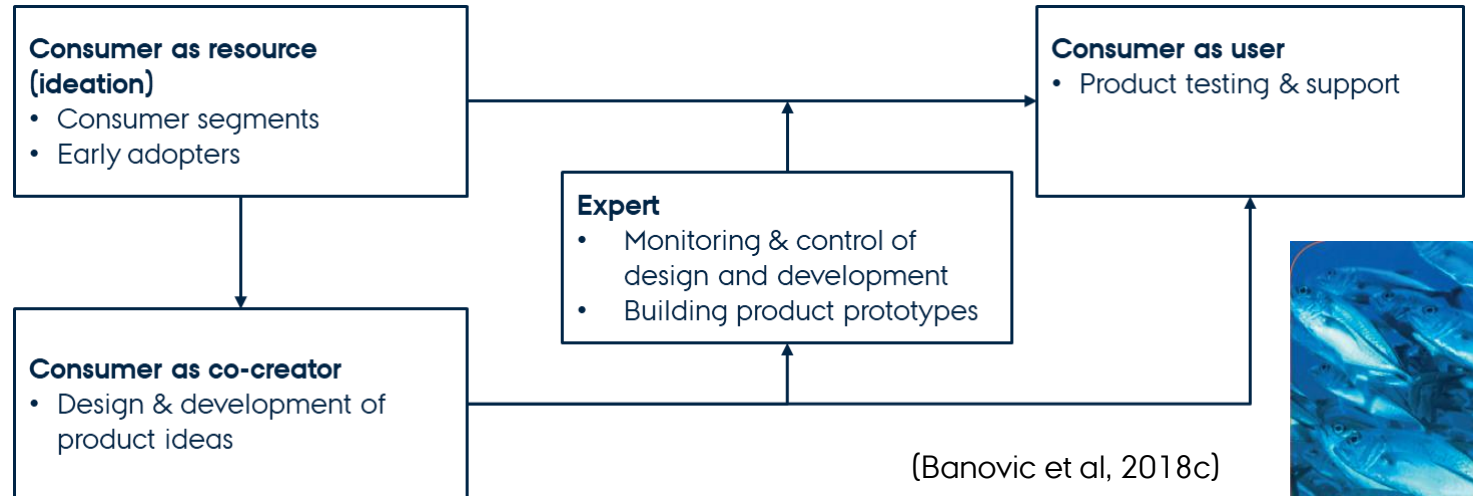 Consumer as resource
(ideation)
• Consumer segments
• Early adopters
Consumer as user
• Product testing & support
Expert
• Monitoring & control of
design and development
• Building product prototypes
Consumer as co-creator
• Design & development of
product ideas
(Banovic et al, 2018c)